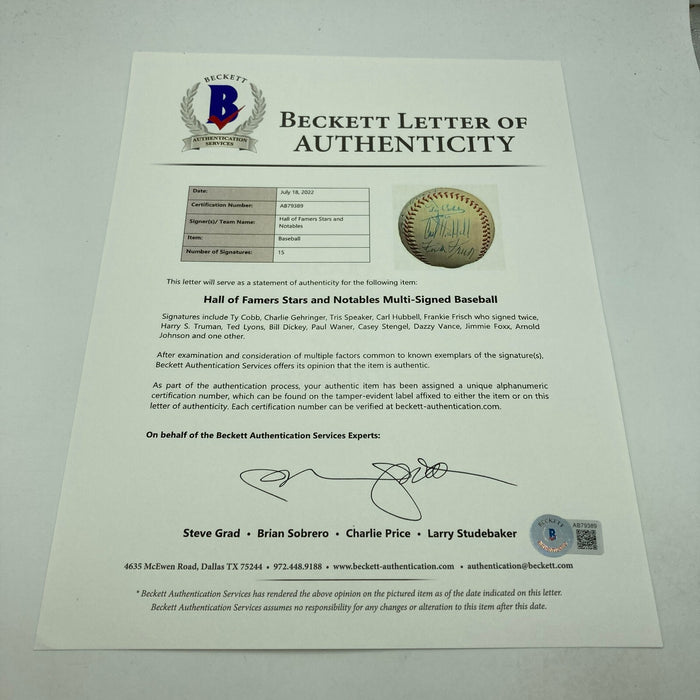 BECKETT
B
AUTHENTICATION
SERVICES
BECKETT LETTER OF
AUTHENTICITY
Date: July 18, 2022
Certification Number: AB79389
Signer(s)/ Team Name: Hall of Famers Stars and
Notables
Item: Baseball
Number of Signatures: 15
Ty Cobb
Carl Hubbell
Frank Frisch
This letter will serve as a statement of authenticity for the following item:
Hall of Famers Stars and Notables Multi-Signed Baseball
Signatures include Ty Cobb, Charlie Gehringer, Tris Speaker, Carl Hubbell, Frankie Frisch who signed twice,
Harry S. Truman, Ted Lyons, Bill Dickey, Paul Waner, Casey Stengel, Dazzy Vance, Jimmie Foxx, Arnold
Johnson and one other.
After examination and consideration of multiple factors common to known exemplars of the signature(s),
Beckett Authentication Services offers its opinion that the item is authentic.
As part of the authentication process, your authentic item has been assigned a unique alphanumeric
certification number, which can be found on the tamper-evident label affixed to either the item or on this
letter of authenticity. Each certification number can be verified at beckett-authentication.com.
On behalf of the Beckett Authentication Services Experts:
Steve Grad • Brian Sobrero • Charlie Price • Larry Studebaker
BECKETT
B
AB79389
4635 McEwen Road, Dallas TX 75244 • 972.448.9188 • www.beckett-authentication.com • authentication@beckett.com
* Beckett Authentication Services has rendered the above opinion on the pictured item as of the date indicated on this letter.
Beckett Authentication Services assumes no responsibility for any changes or alteration to this item after this date.